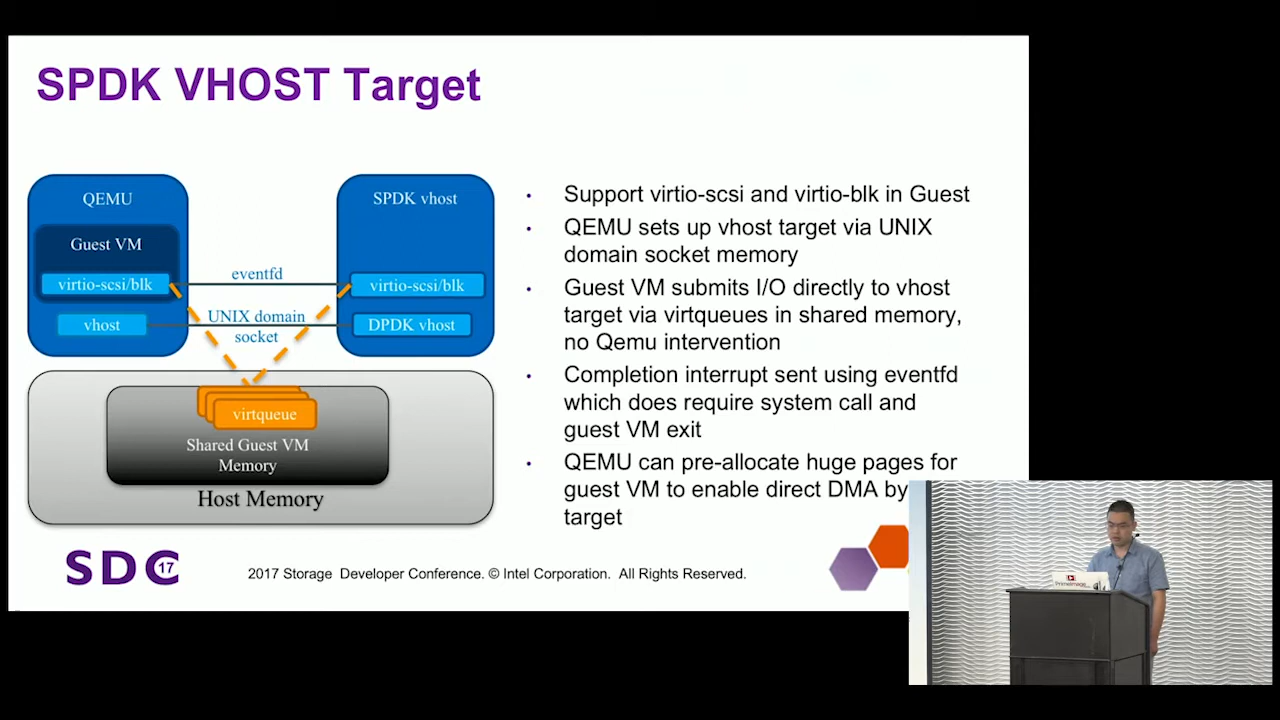 SPDK VHOST Target
QEMU
Guest VM
virtio-scsi/blk
vhost
eventfd
UNIX domain
socket
SPDK vhost
virtio-scsi/blk
DPDK vhost
virtqueue
Shared Guest VM
Memory
Host Memory
• Support virtio-scsi and virtio-blk in Guest
• QEMU sets up vhost target via UNIX
domain socket memory
• Guest VM submits I/O directly to vhost
target via virtqueues in shared memory,
no Qemu intervention
• Completion interrupt sent using eventfd
which does require system call and
guest VM exit
• QEMU can pre-allocate huge pages for
guest VM to enable direct DMA by
target
SDC 17
2017 Storage Developer Conference. © Intel Corporation. All Rights Reserved.
PrimeImage